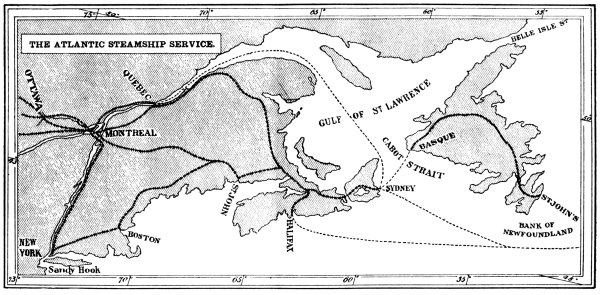 75
70
65
60
55
THE ATLANTIC STEAMSHIP SERVICE.
BELLE ISLE ST
OTTAWA
QUEBEC
GULF OF ST LAWRENCE
MONTREAL
BASQUE
CABOT STRAIT
SYDNEY
ST JOHN
ST JOHN'S
HALIFAX
BANK OF
NEWFOUNDLAND
BOSTON
NEW
YORK
Sandy Hook
70
65
60
55